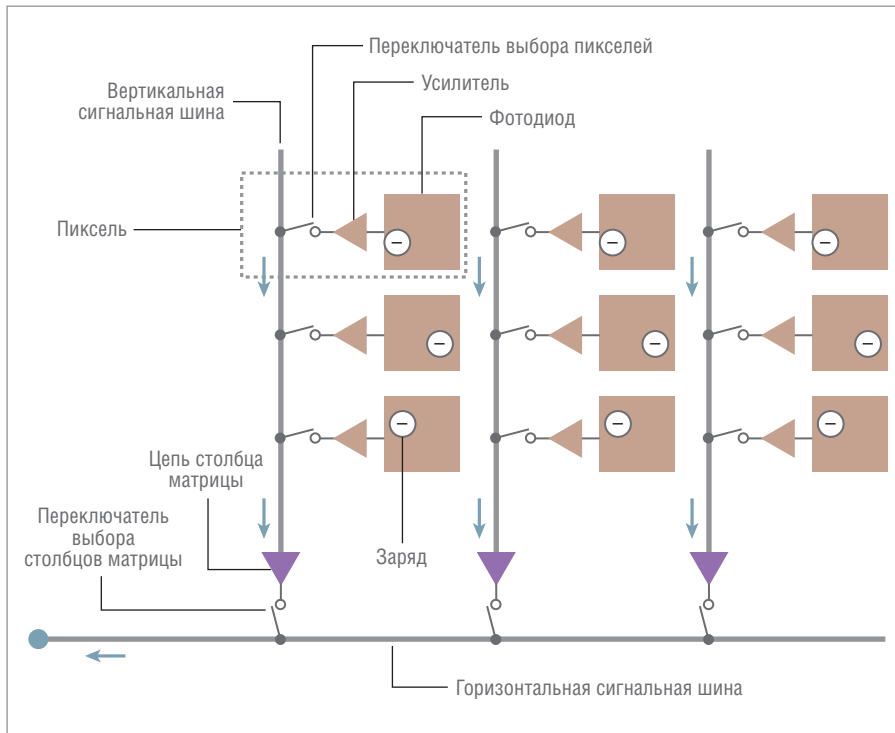 Переключатель выбора пикселей
Вертикальная
сигнальная шина
Усилитель
Фотодиод
Пиксель
Цепь столбца
матрицы
Переключатель
выбора
столбцов матрицы
Заряд
Горизонтальная сигнальная шина